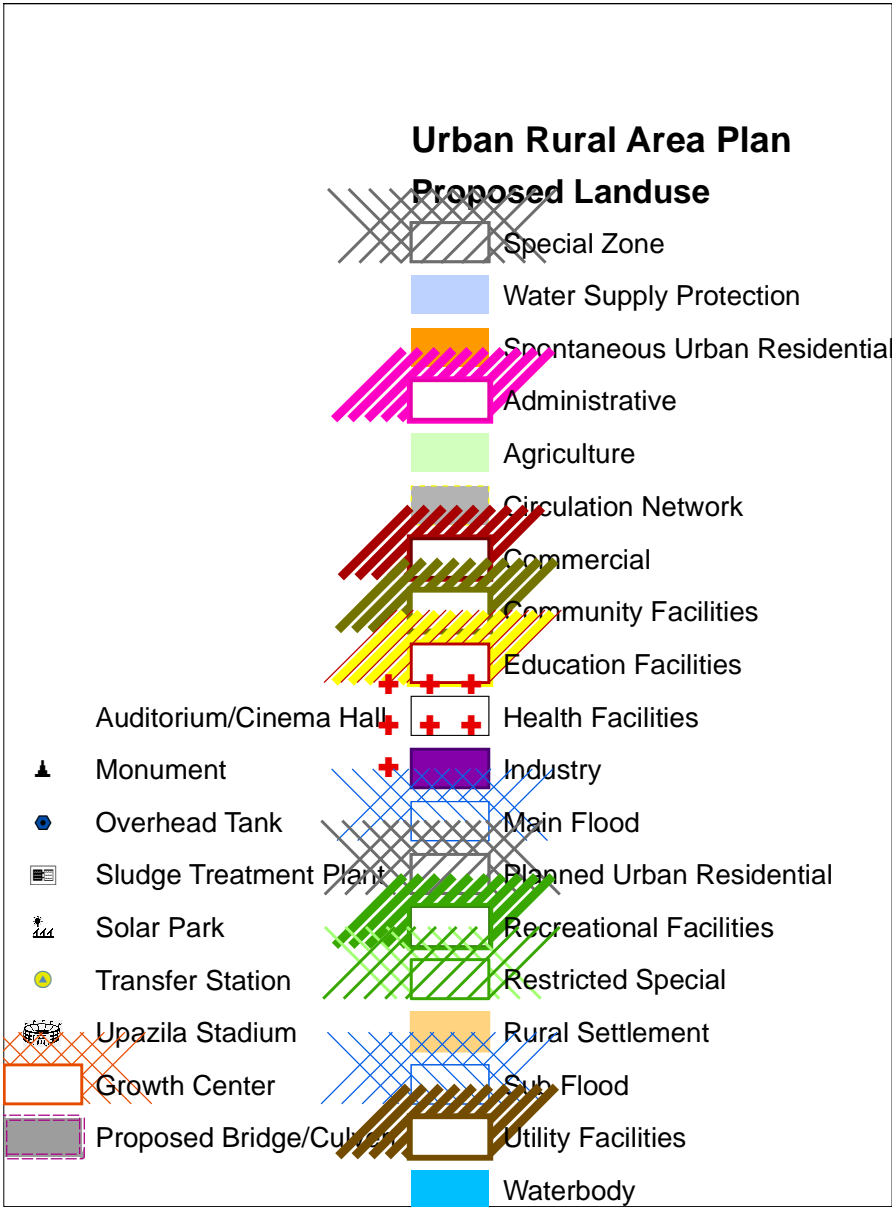 Urban Rural Area Plan
Proposed Landuse
Special Zone
Water Supply Protection
Spontaneous Urban Residential
Administrative
Agriculture
Circulation Network
Commercial
Community Facilities
Education Facilities
Auditorium/Cinema Hall
Health Facilities
Monument
Industry
Overhead Tank
Main Flood
Sludge Treatment Plant
Planned Urban Residential
Solar Park
Recreational Facilities
Transfer Station
Restricted Special
Upazila Stadium
Rural Settlement
Growth Center
Sub Flood
Proposed Bridge/Culvert
Utility Facilities
Waterbody